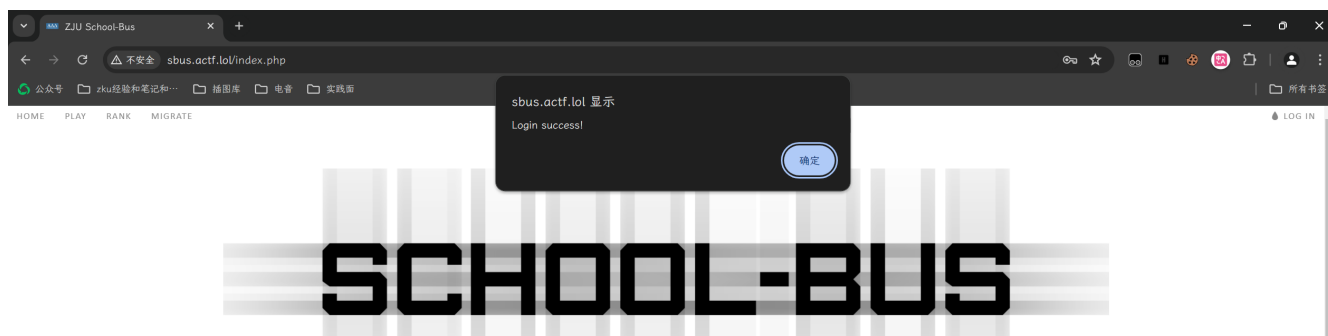 ZJU School-Bus
不安全 sbus.actf.lol/index.php
公众号 zku经验和笔记和… 插图库 电音 实践面 所有书签
sbus.actf.lol 显示
Login success!
确定
HOME PLAY RANK MIGRATE LOG IN
SCHOOL-BUS